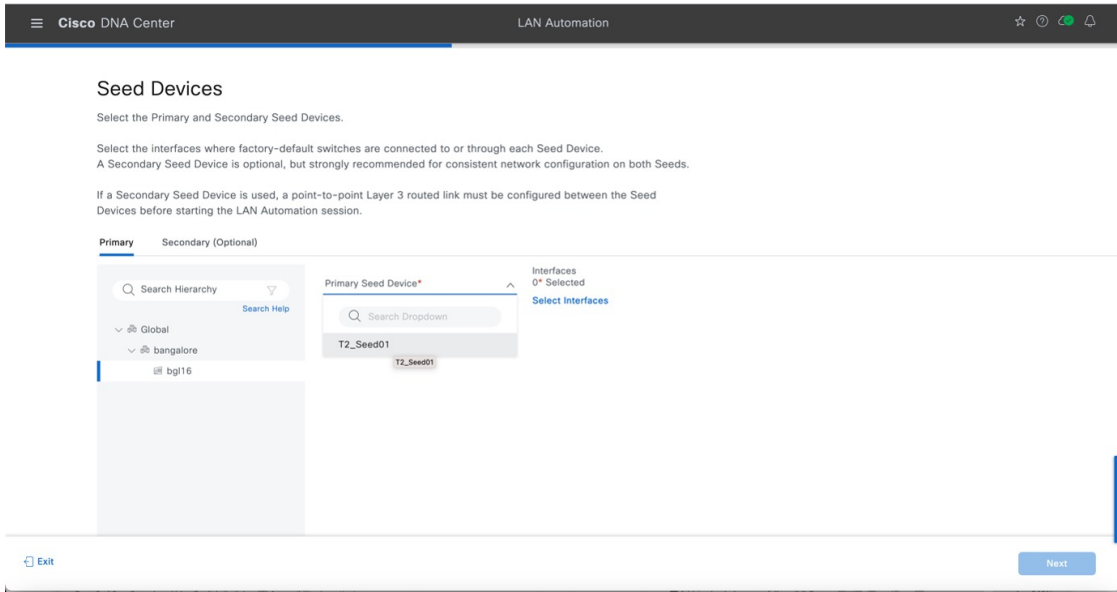 Cisco DNA Center
LAN Automation
Seed Devices
Select the Primary and Secondary Seed Devices.
Select the interfaces where factory-default switches are connected to or through each Seed Device.
A Secondary Seed Device is optional, but strongly recommended for consistent network configuration on both Seeds.
If a Secondary Seed Device is used, a point-to-point Layer 3 routed link must be configured between the Seed
Devices before starting the LAN Automation session.
Primary
Secondary (Optional)
Search Hierarchy
Search Help
Global
bangalore
bgl16
Primary Seed Device*
Search Dropdown
T2_Seed01
T2_Seed01
Interfaces
0* Selected
Select Interfaces
Exit
Next